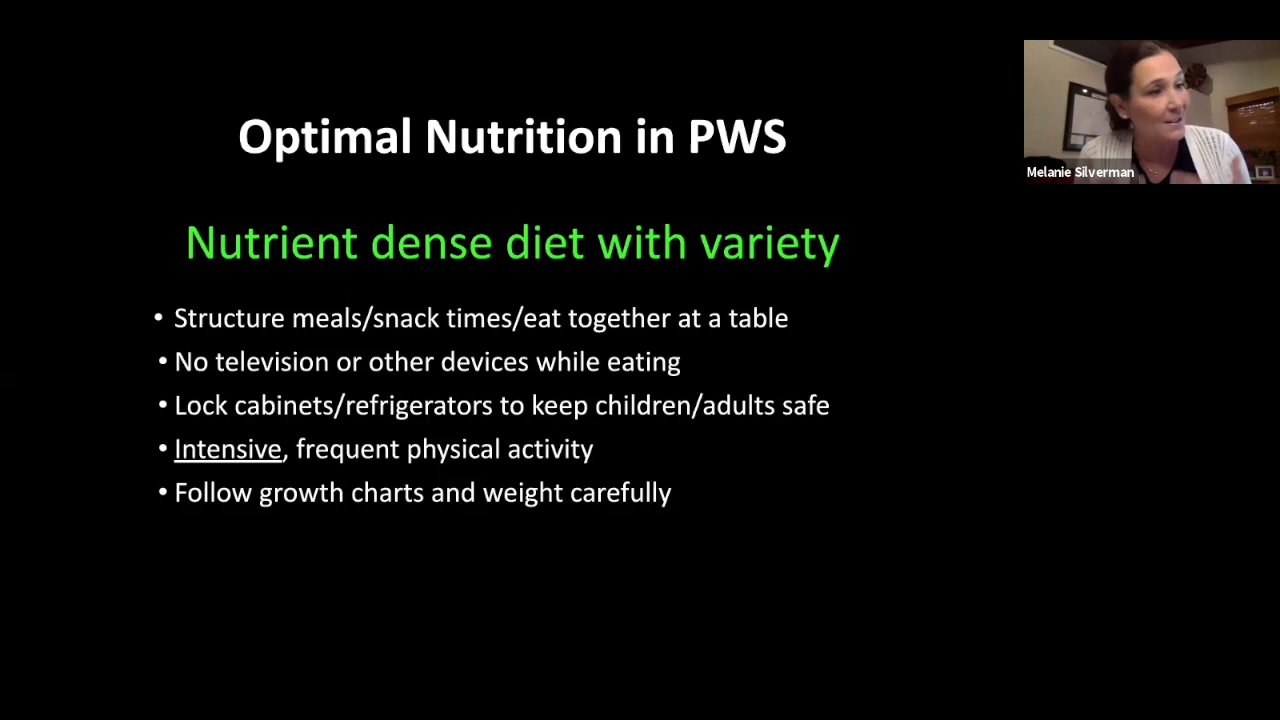 Optimal Nutrition in PWS
Melanie Silverman
Nutrient dense diet with variety
• Structure meals/snack times/eat together at a table
• No television or other devices while eating
• Lock cabinets/refrigerators to keep children/adults safe
• Intensive, frequent physical activity
• Follow growth charts and weight carefully